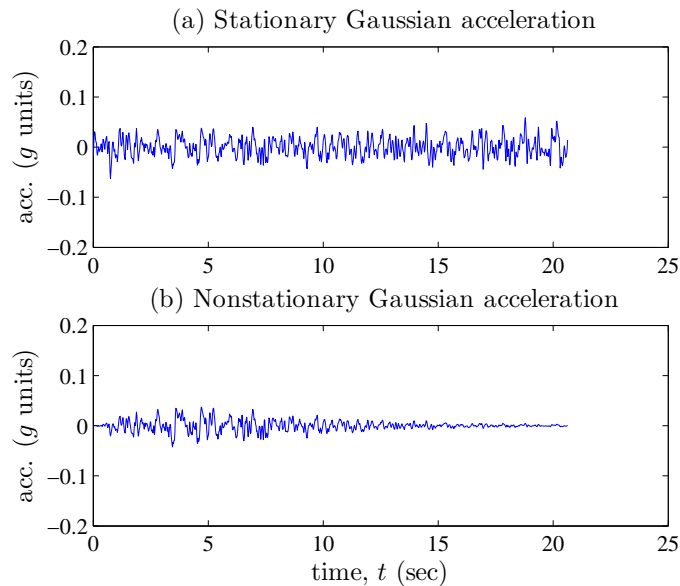 (a) Stationary Gaussian acceleration
0.2
0.1
0
−0.1
−0.2
acc. (g units)
0 5 10 15 20 25
(b) Nonstationary Gaussian acceleration
0.2
0.1
0
−0.1
−0.2
acc. (g units)
0 5 10 15 20 25
time, t (sec)